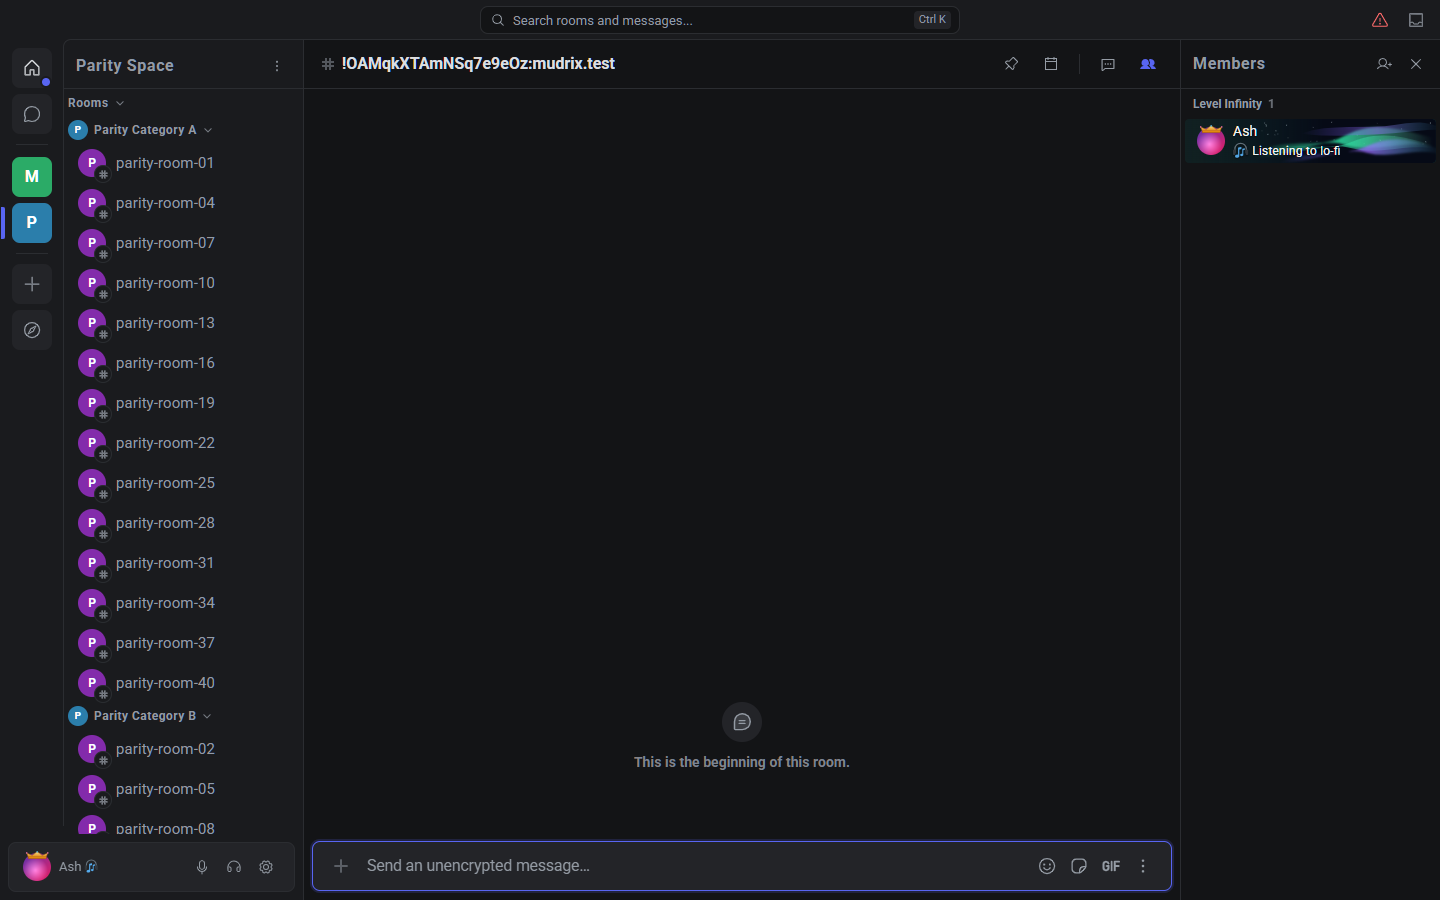 Search rooms and messages...
Ctrl K
Parity Space
!OAMqkXTAmNSq7e9eOz:mudrix.test
Members
Rooms
Level Infinity 1
P Parity Category A
Ash
Listening to lo-fi
P parity-room-01
M
P parity-room-04
P
P parity-room-07
P parity-room-10
P parity-room-13
P parity-room-16
P parity-room-19
P parity-room-22
P parity-room-25
P parity-room-28
P parity-room-31
P parity-room-34
P parity-room-37
P parity-room-40
P Parity Category B
P parity-room-02
P parity-room-05
P parity-room-08
This is the beginning of this room.
Ash
Send an unencrypted message...
GIF